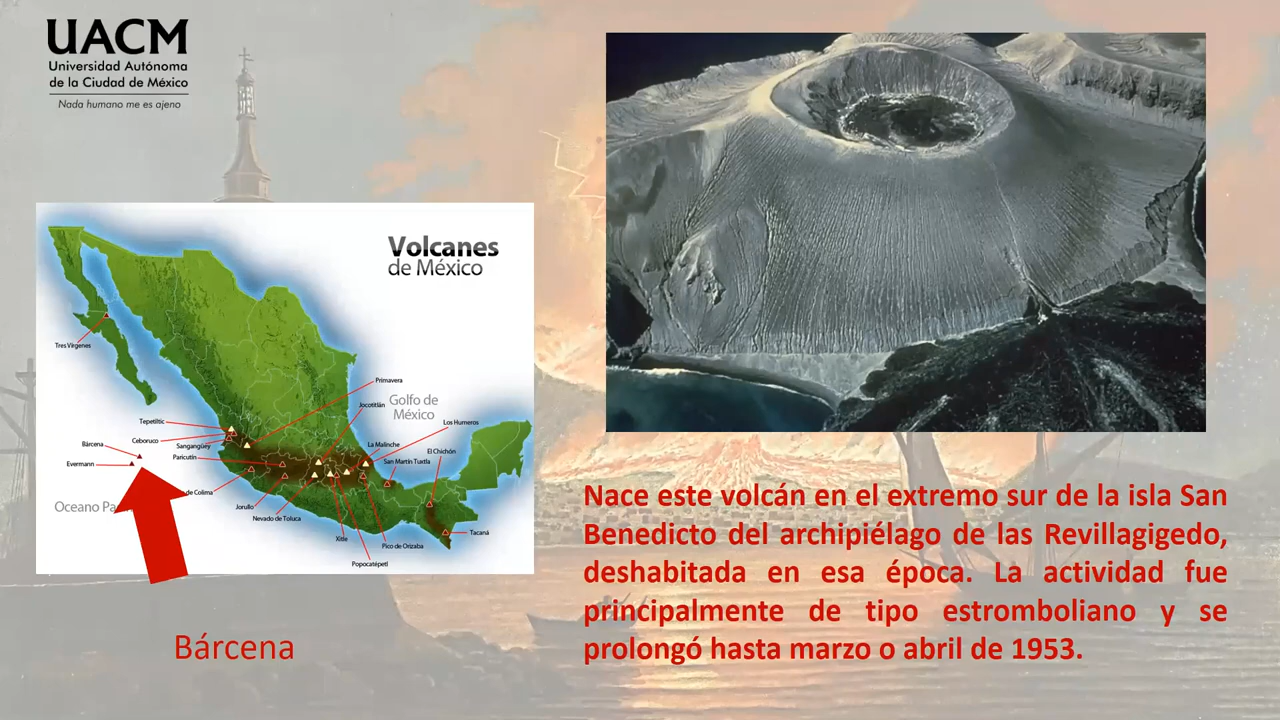 UACM
Universidad Autónoma
de la Ciudad de México
Nada humano me es ajeno
Volcanes
de México
Tres Vírgenes
Primavera
Golfo de
México
Jocotitlán
Tepetiltic
Los Humeros
Ceboruco
La Malinche
Bárcena
Sangangüey
El Chichón
Paricutín
San Martín Tuxtla
Evermann
de Colima
Oceano Pa
Jorullo
Nevado de Toluca
Tacaná
Xitle
Pico de Orizaba
Popocatépetl
Bárcena
Nace este volcán en el extremo sur de la isla San
Benedicto del archipiélago de las Revillagigedo,
deshabitada en esa época. La actividad fue
principalmente de tipo estromboliano y se
prolongó hasta marzo o abril de 1953.